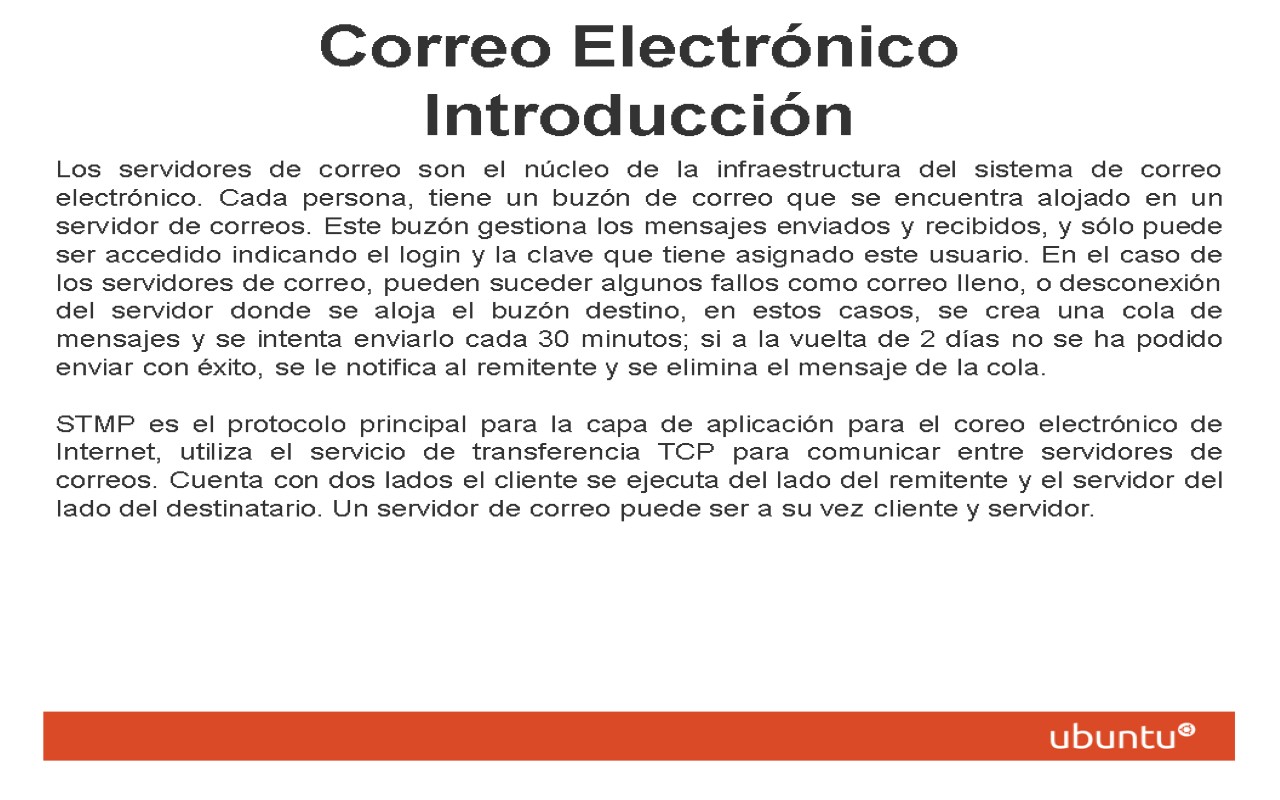 Correo Electrónico
Introducción
Los servidores de correo son el núcleo de la infraestructura del sistema de correo
electrónico. Cada persona, tiene un buzón de correo que se encuentra alojado en un
servidor de correos. Este buzón gestiona los mensajes enviados y recibidos, y sólo puede
ser accedido indicando el login y la clave que tiene asignado este usuario. En el caso de
los servidores de correo, pueden suceder algunos fallos como correo lleno, o desconexión
del servidor donde se aloja el buzón destino, en estos casos, se crea una cola de
mensajes y se intenta enviarlo cada 30 minutos; si a la vuelta de 2 días no se ha podido
enviar con éxito, se le notifica al remitente y se elimina el mensaje de la cola.
STMP es el protocolo principal para la capa de aplicación para el coreo electrónico de
Internet, utiliza el servicio de transferencia TCP para comunicar entre servidores de
correos. Cuenta con dos lados el cliente se ejecuta del lado del remitente y el servidor del
lado del destinatario. Un servidor de correo puede ser a su vez cliente y servidor.
ubuntu